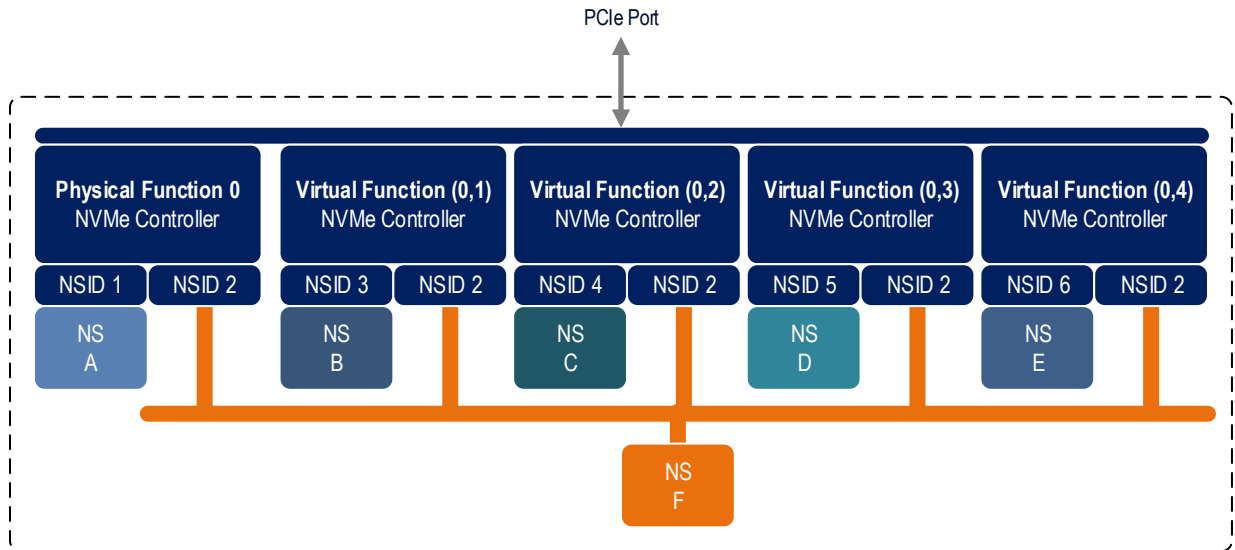 PCIe Port
Physical Function 0
NVMe Controller
Virtual Function (0,1)
NVMe Controller
Virtual Function (0,2)
NVMe Controller
Virtual Function (0,3)
NVMe Controller
Virtual Function (0,4)
NVMe Controller
NSID 1
NSID 2
NSID 3
NSID 2
NSID 4
NSID 2
NSID 5
NSID 2
NSID 6
NSID 2
NS
A
NS
B
NS
C
NS
D
NS
E
NS
F